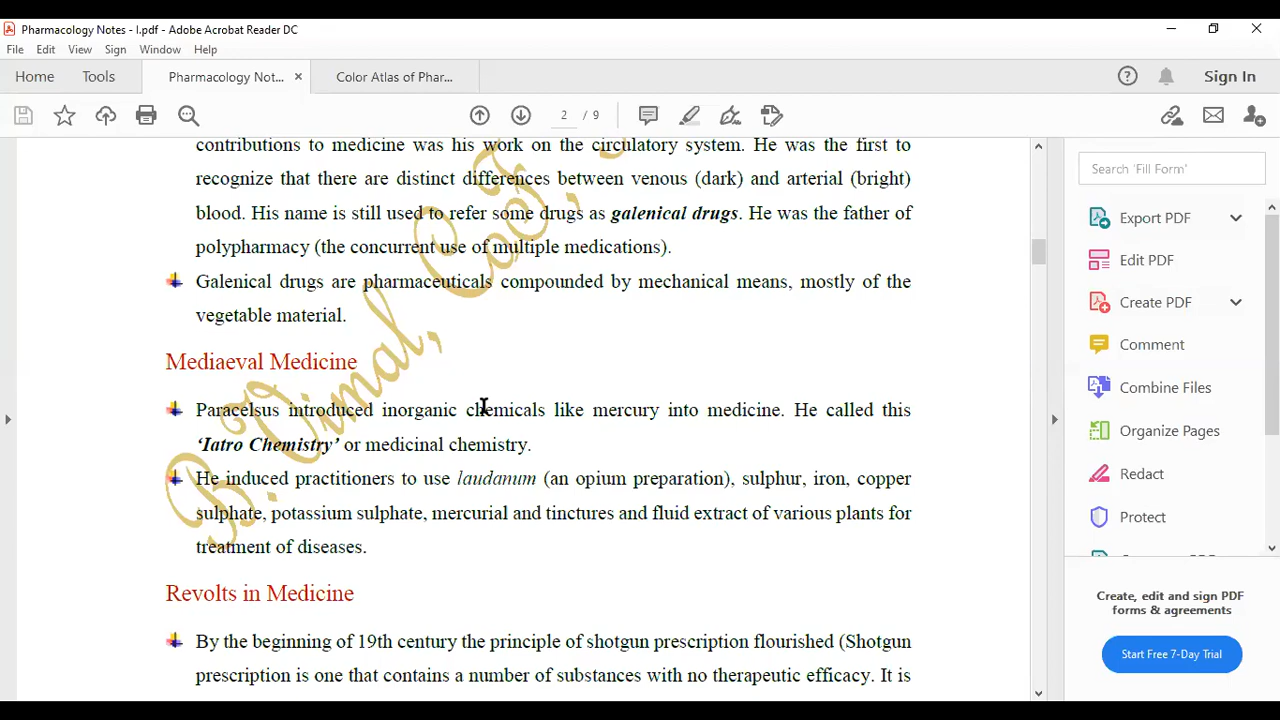 Pharmacology Notes - I.pdf - Adobe Acrobat Reader DC
File Edit View Sign Window Help
Home Tools Pharmacology Not... × Color Atlas of Phar... Sign In
2 / 9
contributions to medicine was his work on the circulatory system. He was the first to
recognize that there are distinct differences between venous (dark) and arterial (bright)
blood. His name is still used to refer some drugs as galenical drugs. He was the father of
polypharmacy (the concurrent use of multiple medications).
Galenical drugs are pharmaceuticals compounded by mechanical means, mostly of the
vegetable material.
Mediaeval Medicine
Paracelsus introduced inorganic chemicals like mercury into medicine. He called this
‘Iatro Chemistry’ or medicinal chemistry.
He induced practitioners to use laudanum (an opium preparation), sulphur, iron, copper
sulphate, potassium sulphate, mercurial and tinctures and fluid extract of various plants for
treatment of diseases.
Revolts in Medicine
By the beginning of 19th century the principle of shotgun prescription flourished (Shotgun
prescription is one that contains a number of substances with no therapeutic efficacy. It is
B. Vimal, CoF,
Search 'Fill Form'
Export PDF
Edit PDF
Create PDF
Comment
Combine Files
Organize Pages
Redact
Protect
Create, edit and sign PDF
forms & agreements
Start Free 7-Day Trial